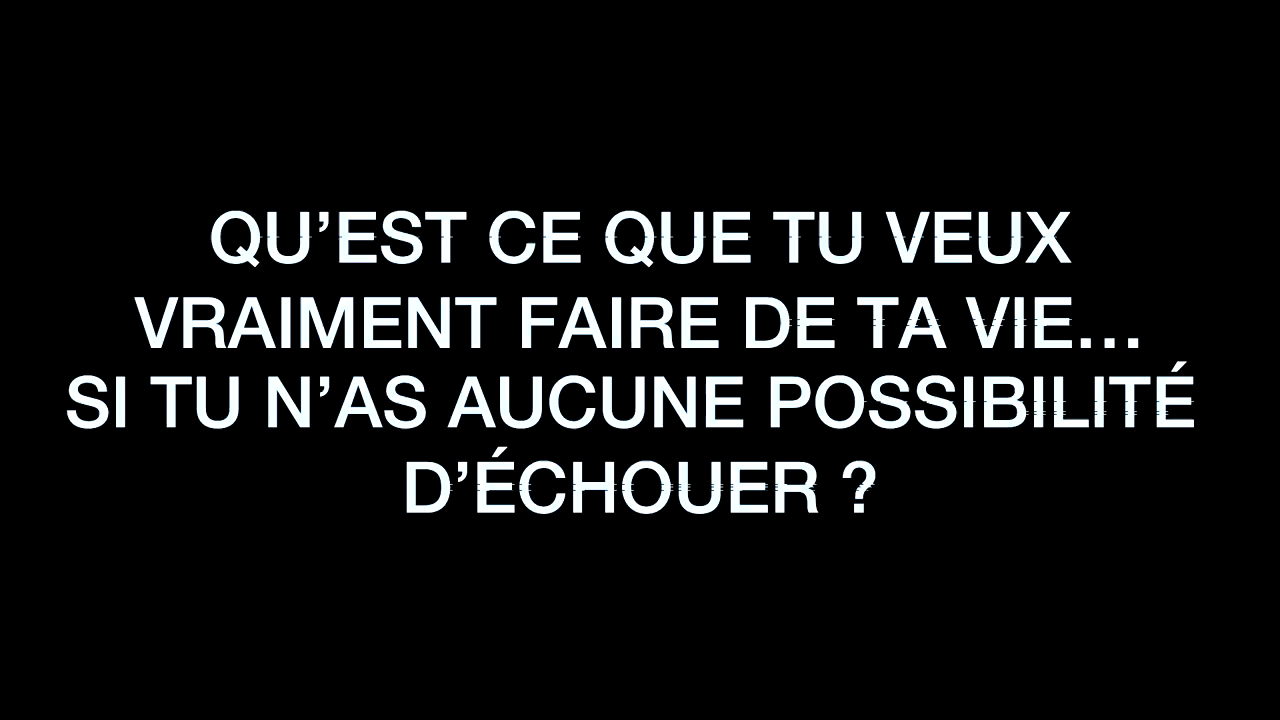 QU’EST CE QUE TU VEUX
VRAIMENT FAIRE DE TA VIE…
SI TU N’AS AUCUNE POSSIBILITÉ
D’ÉCHOUER ?